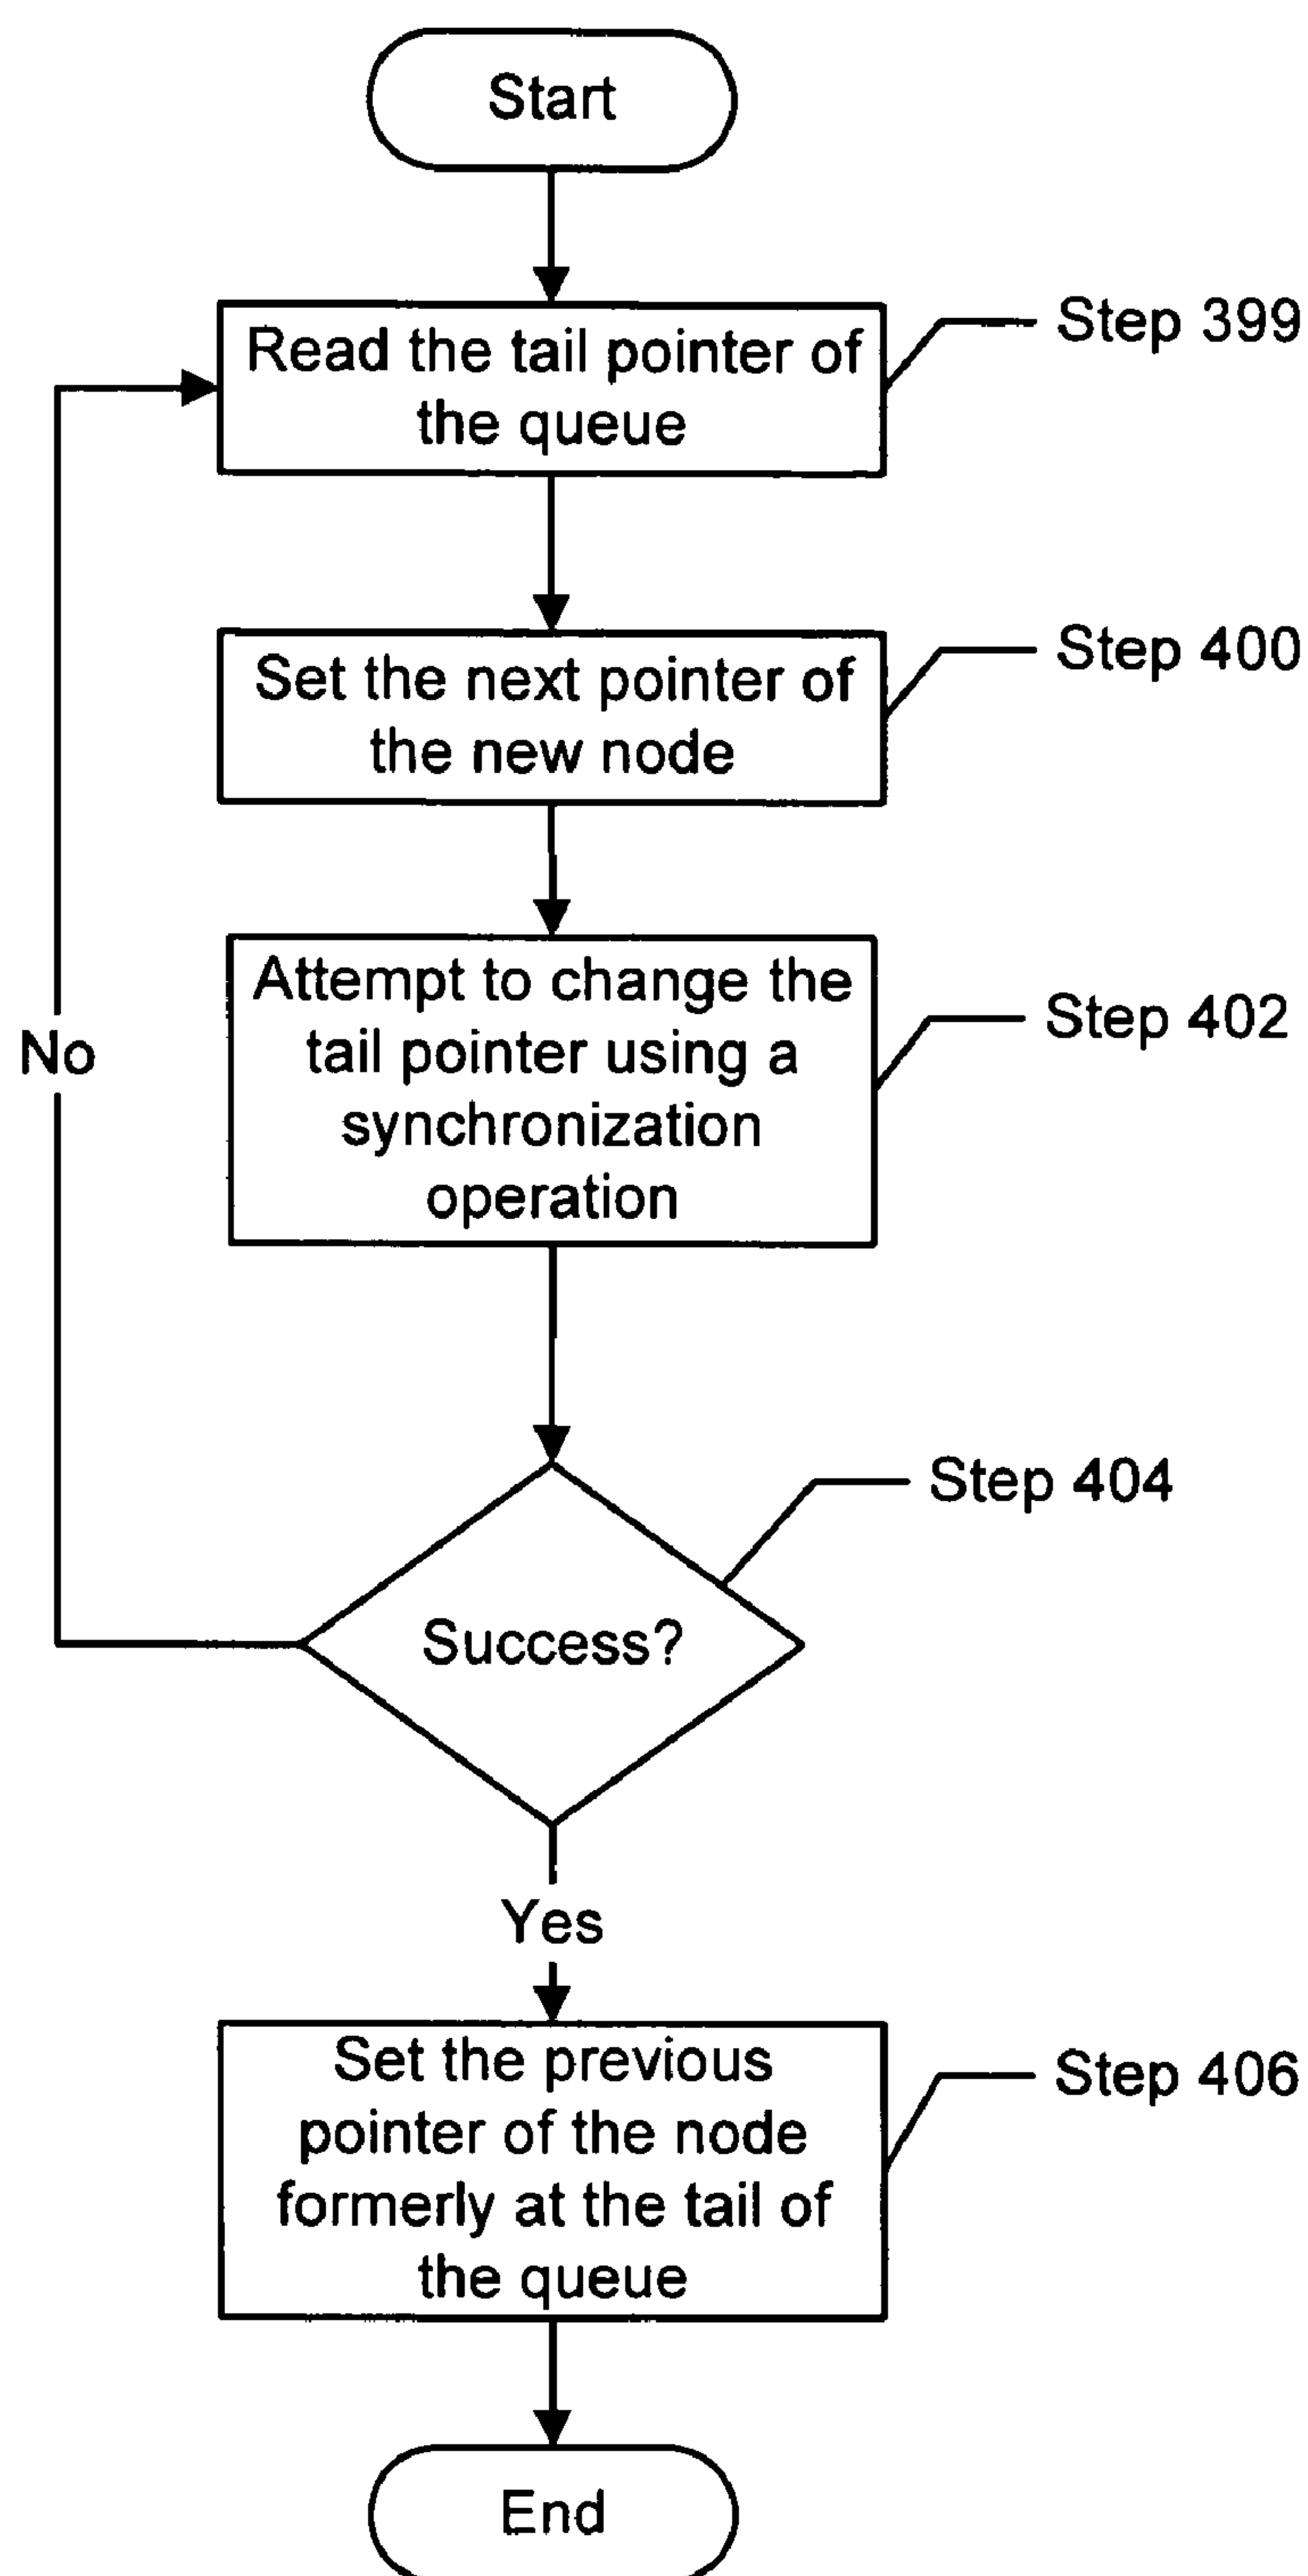 Start
Read the tail pointer of
the queue
Step 399
Set the next pointer of
the new node
Step 400
Attempt to change the
tail pointer using a
synchronization
operation
Step 402
No
Success?
Step 404
Yes
Set the previous
pointer of the node
formerly at the tail of
the queue
Step 406
End